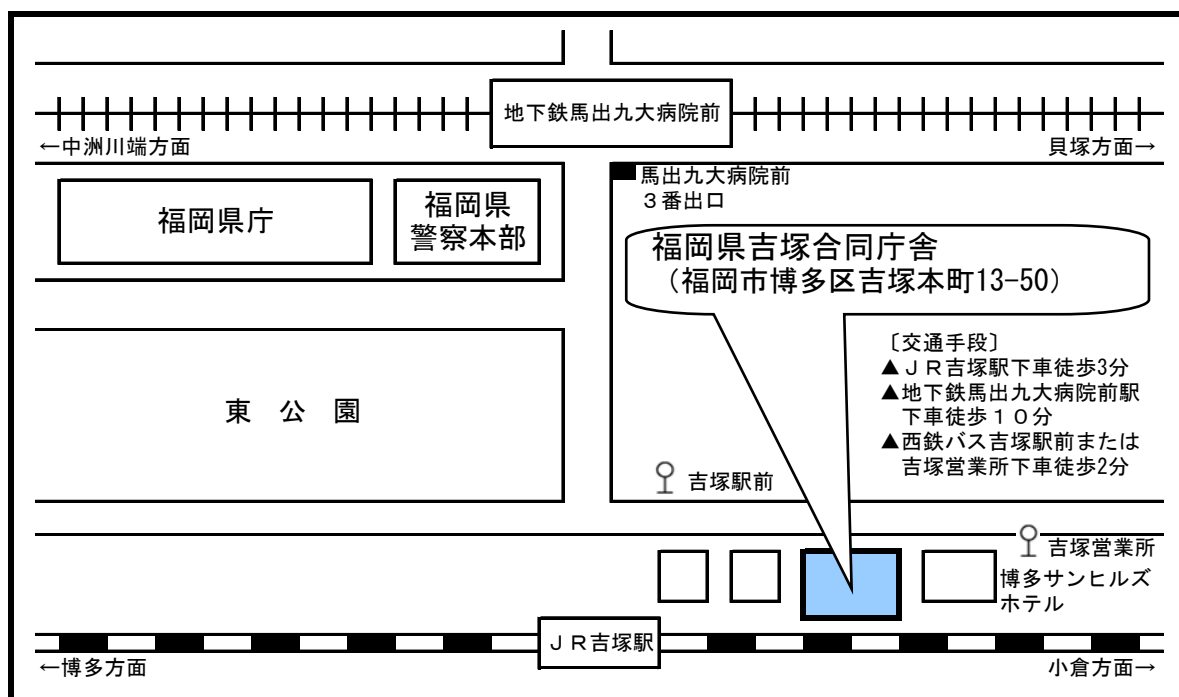 地下鉄馬出九大病院前
←中洲川端方面
貝塚方面→
馬出九大病院前
３番出口
福岡県庁
福岡県
警察本部
福岡県吉塚合同庁舎
（福岡市博多区吉塚本町13-50）
〔交通手段〕
▲ＪＲ吉塚駅下車徒歩3分
▲地下鉄馬出九大病院前駅
下車徒歩１０分
▲西鉄バス吉塚駅前または
吉塚営業所下車徒歩2分
東　公　園
吉塚駅前
吉塚営業所
博多サンヒルズ
ホテル
ＪＲ吉塚駅
←博多方面
小倉方面→